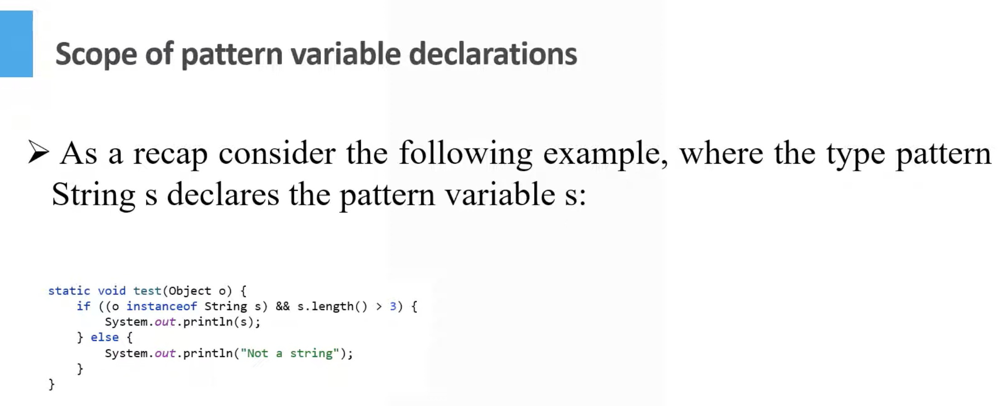 Scope of pattern variable declarations
➢ As a recap consider the following example, where the type pattern
String s declares the pattern variable s:
static void test(Object o) {
    if ((o instanceof String s) && s.length() > 3) {
        System.out.println(s);
    } else {
        System.out.println("Not a string");
    }
}